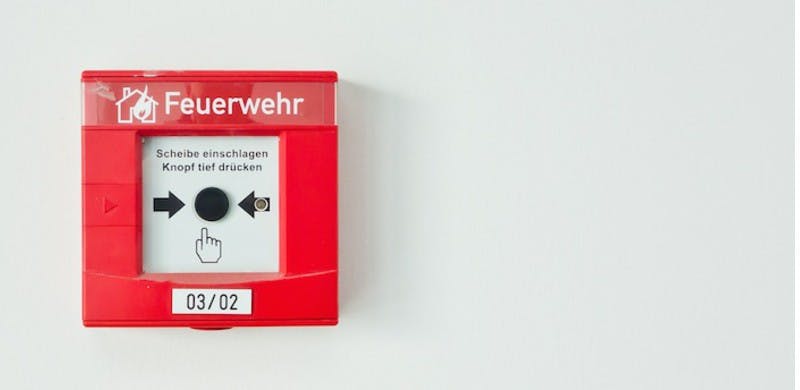 Feuerwehr
Scheibe einschlagen
Knopf tief drücken
03/02